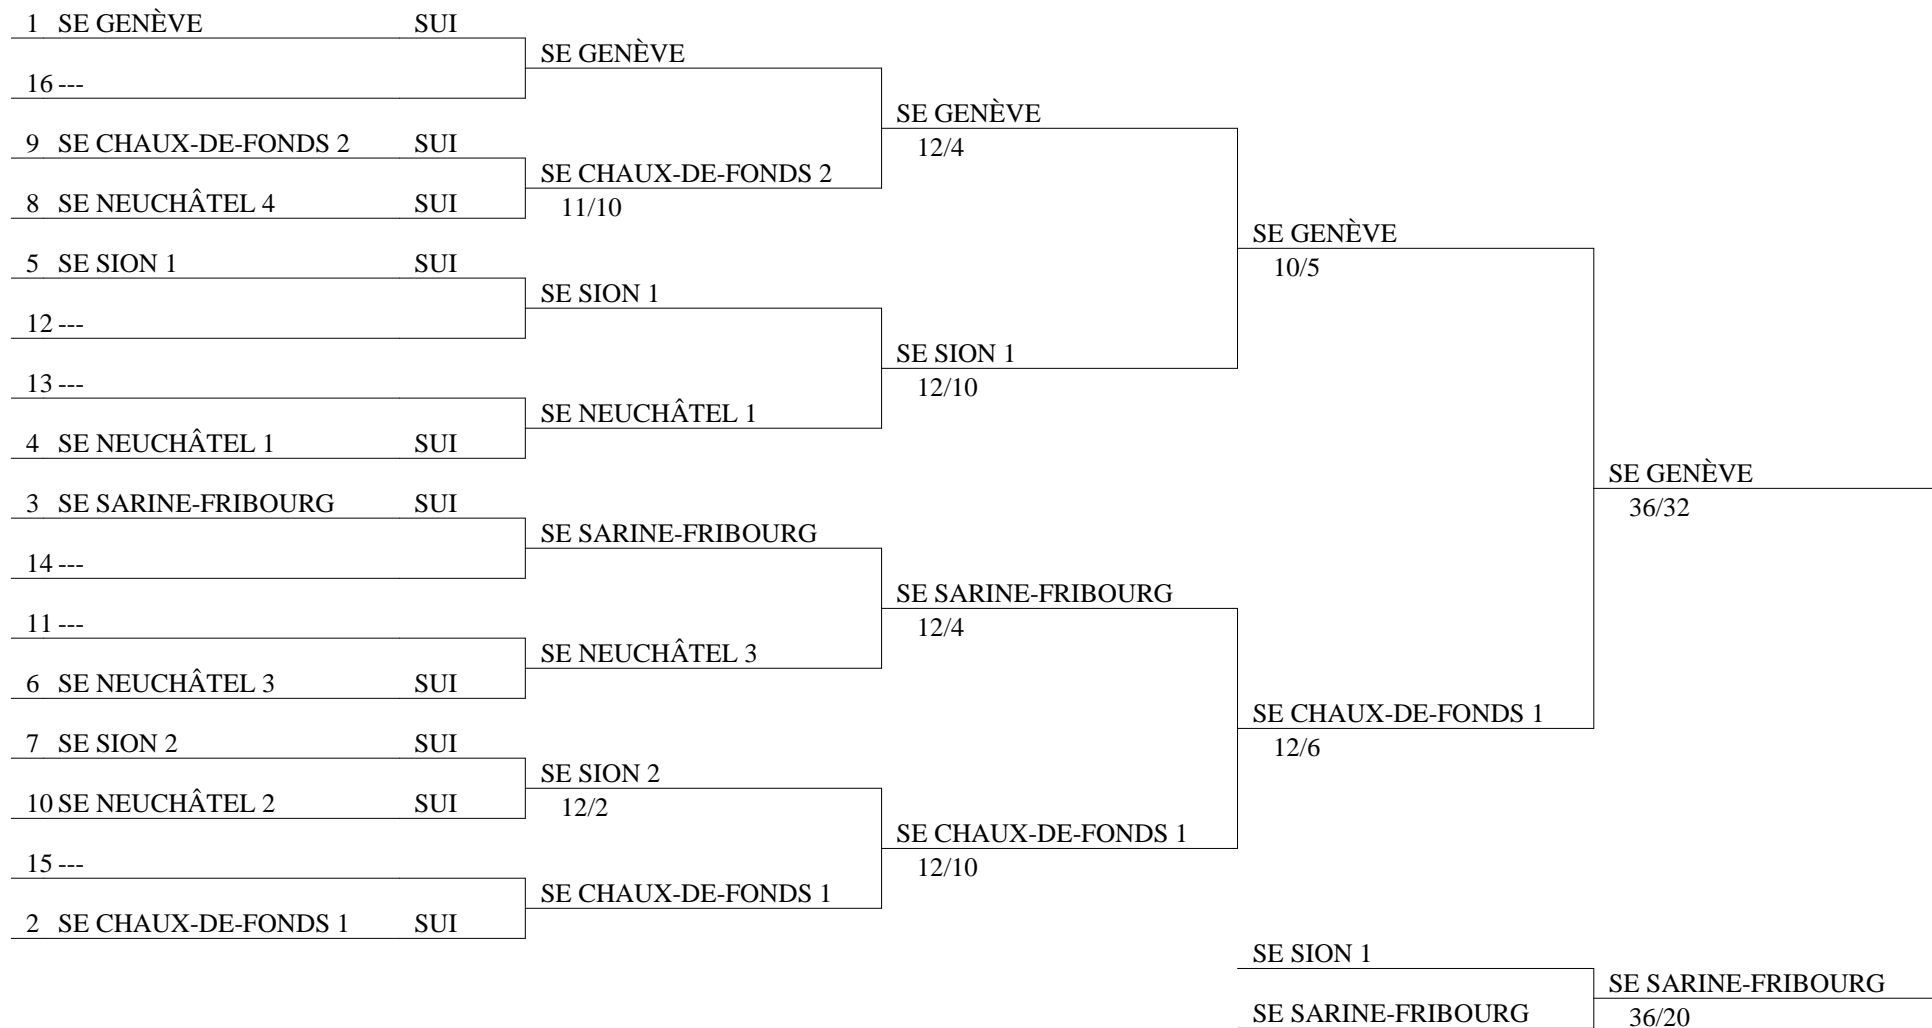 1 SE GENÈVE SUI
16 ---
9 SE CHAUX-DE-FONDS 2 SUI
8 SE NEUCHÂTEL 4 SUI
5 SE SION 1 SUI
12 ---
13 ---
4 SE NEUCHÂTEL 1 SUI
3 SE SARINE-FRIBOURG SUI
14 ---
11 ---
6 SE NEUCHÂTEL 3 SUI
7 SE SION 2 SUI
10 SE NEUCHÂTEL 2 SUI
15 ---
2 SE CHAUX-DE-FONDS 1 SUI
SE GENÈVE
SE CHAUX-DE-FONDS 2
11/10
SE SION 1
SE NEUCHÂTEL 1
SE SARINE-FRIBOURG
SE NEUCHÂTEL 3
SE SION 2
12/2
SE CHAUX-DE-FONDS 1
SE GENÈVE
12/4
SE SION 1
12/10
SE SARINE-FRIBOURG
12/4
SE CHAUX-DE-FONDS 1
12/10
SE GENÈVE
10/5
SE CHAUX-DE-FONDS 1
12/6
SE GENÈVE
36/32
SE SION 1
SE SARINE-FRIBOURG
SE SARINE-FRIBOURG
36/20